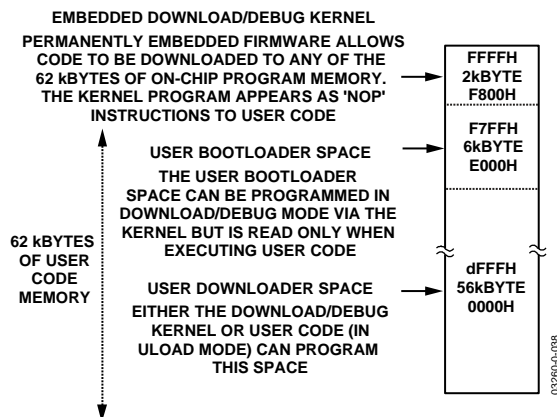 EMBEDDED DOWNLOAD/DEBUG KERNEL
PERMANENTLY EMBEDDED FIRMWARE ALLOWS
CODE TO BE DOWNLOADED TO ANY OF THE
62 kBYTES OF ON-CHIP PROGRAM MEMORY.
THE KERNEL PROGRAM APPEARS AS 'NOP'
INSTRUCTIONS TO USER CODE
FFFFH
2kBYTE
F800H
USER BOOTLOADER SPACE
THE USER BOOTLOADER
SPACE CAN BE PROGRAMMED IN
DOWNLOAD/DEBUG MODE VIA THE
KERNEL BUT IS READ ONLY WHEN
EXECUTING USER CODE
F7FFH
6kBYTE
E000H
62 kBYTES
OF USER
CODE
MEMORY
USER DOWNLOADER SPACE
EITHER THE DOWNLOAD/DEBUG
KERNEL OR USER CODE (IN
ULOAD MODE) CAN PROGRAM
THIS SPACE
dFFFH
56kBYTE
0000H
03260-0-038